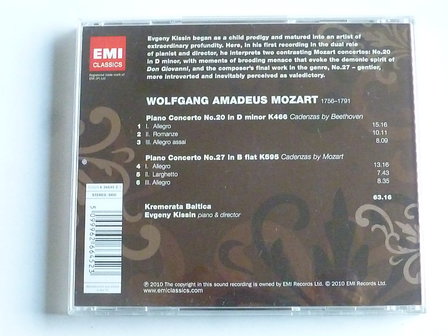 EMI
CLASSICS
Evgeny Kissin began as a child prodigy and matured into an artist of
extraordinary profundity. Here, in his first recording in the dual role
of pianist and director, he interprets two contrasting Mozart concertos: No.20
in D minor, with moments of brooding menace that evoke the demonic spirit of
Don Giovanni, and the composer's final work in the genre, No.27 – gentler,
more introverted and inevitably perceived as valedictory.
WOLFGANG AMADEUS MOZART 1756–1791
Piano Concerto No.20 in D minor K466 Cadenzas by Beethoven
1 I. Allegro 15.16
2 II. Romanze 10.11
3 III. Allegro assai 8.09
Piano Concerto No.27 in B flat K595 Cadenzas by Mozart
4 I. Allegro 13.16
5 II. Larghetto 7.43
6 III. Allegro 8.35
63.16
Kremerata Baltica
Evgeny Kissin piano & director
℗ 2010 The copyright in this sound recording is owned by EMI Records Ltd. © 2010 EMI Records Ltd.
www.emiclassics.com